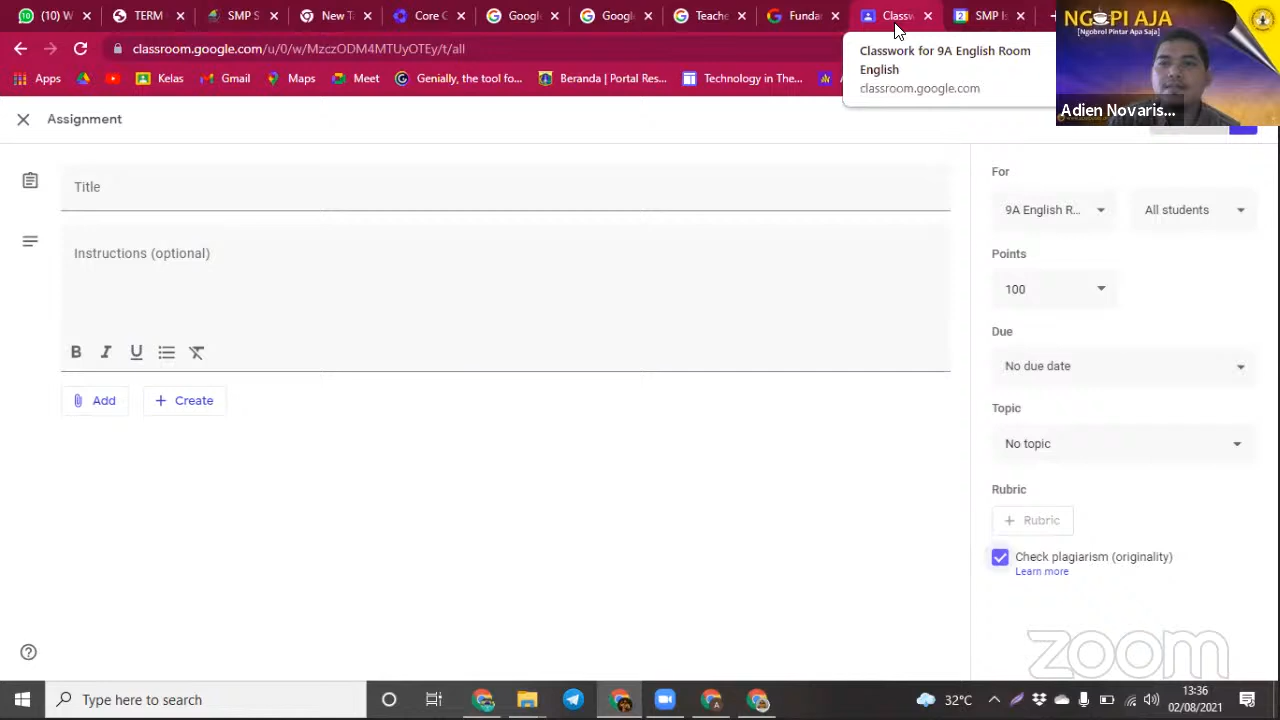 (10) W
TERM
SMP S
New T
Core C
Google
Google
Teache
Funda
Classw
SMP I
NGOPI AJA
[Ngobrol Pintar Apa Saja]
classroom.google.com/u/0/w/MzczODM4MTUyOTEy/t/all
Classwork for 9A English Room
English
classroom.google.com
Apps
Kelas
Gmail
Maps
Meet
Genially, the tool fo...
Beranda | Portal Res...
Technology in The...
Adien Novaris...
Assignment
Title
Instructions (optional)
B I U
Add
Create
For
9A English R...
All students
Points
100
Due
No due date
Topic
No topic
Rubric
Rubric
Check plagiarism (originality)
Learn more
zoom
Type here to search
32°C
13:36
02/08/2021